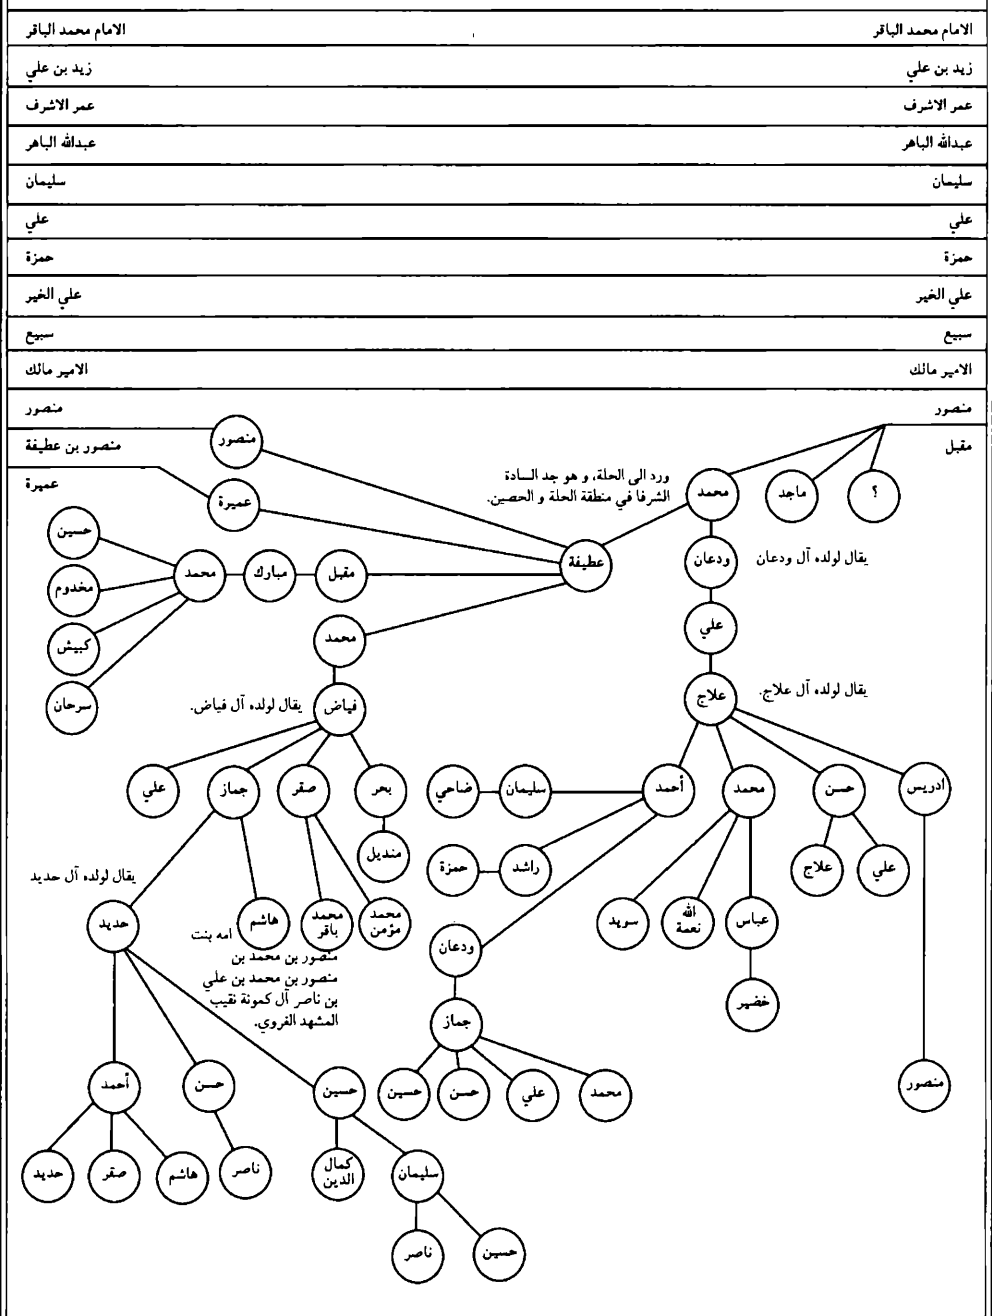 الامام محمد الباقر
الامام محمد الباقر
زيد بن علي
زيد بن علي
عمر الاشرف
عمر الاشرف
عبدالله الباهر
عبدالله الباهر
سليمان
سليمان
علي
علي
حمزة
حمزة
علي الخير
علي الخير
سبيع
سبيع
الامير مالك
الامير مالك
منصور
منصور
مقبل
منصور بن عطيفة
عميرة
منصور
؟
ماجد
محمد
ورد الى الحلة، و هو جد السادة
الشرفا في منطقة الحلة و الحصين.
عميرة
حسين
يقال لولده آل ودعان
ودعان
عطيفة
مقبل
مبارك
محمد
مخدوم
علي
محمد
كبيش
يقال لولده آل علاج.
علاج
فياض
يقال لولده آل فياض.
سرحان
ادريس
حسن
محمد
أحمد
سليمان
ضاحي
بحر
صقر
جماز
علي
علي
علاج
راشد
حمزة
منديل
يقال لولده آل حديد
عباس
الله
نعمة
سويد
محمد
مؤمن
محمد
باقر
هاشم
حديد
امه بنت
منصور بن محمد بن
منصور بن محمد بن علي
بن ناصر آل كمونة نقيب
المشهد الغروي.
ودعان
خضير
جماز
منصور
محمد
علي
حسن
حسين
حسين
حسن
أحمد
سليمان
كمال
الدين
ناصر
هاشم
صقر
حديد
حسين
ناصر